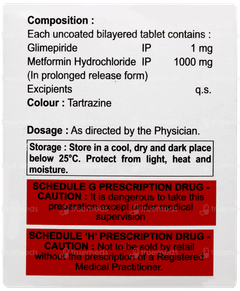 Composition :
Each uncoated bilayered tablet contains :
Glimepiride IP 1 mg
Metformin Hydrochloride IP 1000 mg
(In prolonged release form)
Excipients q.s.
Colour : Tartrazine
Dosage : As directed by the Physician.
Storage : Store in a cool, dry and dark place
below 25°C. Protect from light, heat and
moisture.
SCHEDULE G PRESCRIPTION DRUG -
CAUTION : It is dangerous to take this
preparation except under medical
supervision
SCHEDULE 'H' PRESCRIPTION DRUG -
CAUTION : Not to be sold by retail
without the prescription of a Registered
Medical Practitioner.